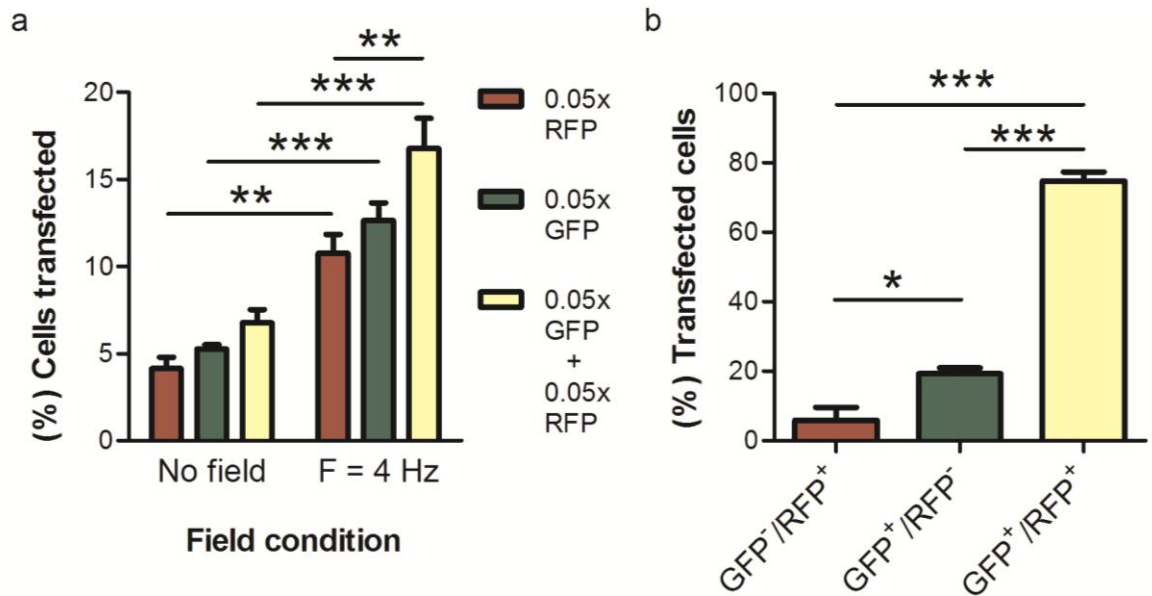 a
**
***
***
**
20
15
10
5
0
(%) Cells transfected
No field
F = 4 Hz
Field condition
0.05x
RFP
0.05x
GFP
0.05x
GFP
+
0.05x
RFP
b
***
***
*
100
80
60
40
20
0
(%) Transfected cells
GFP⁻/RFP⁺
GFP⁺/RFP⁻
GFP⁺/RFP⁺